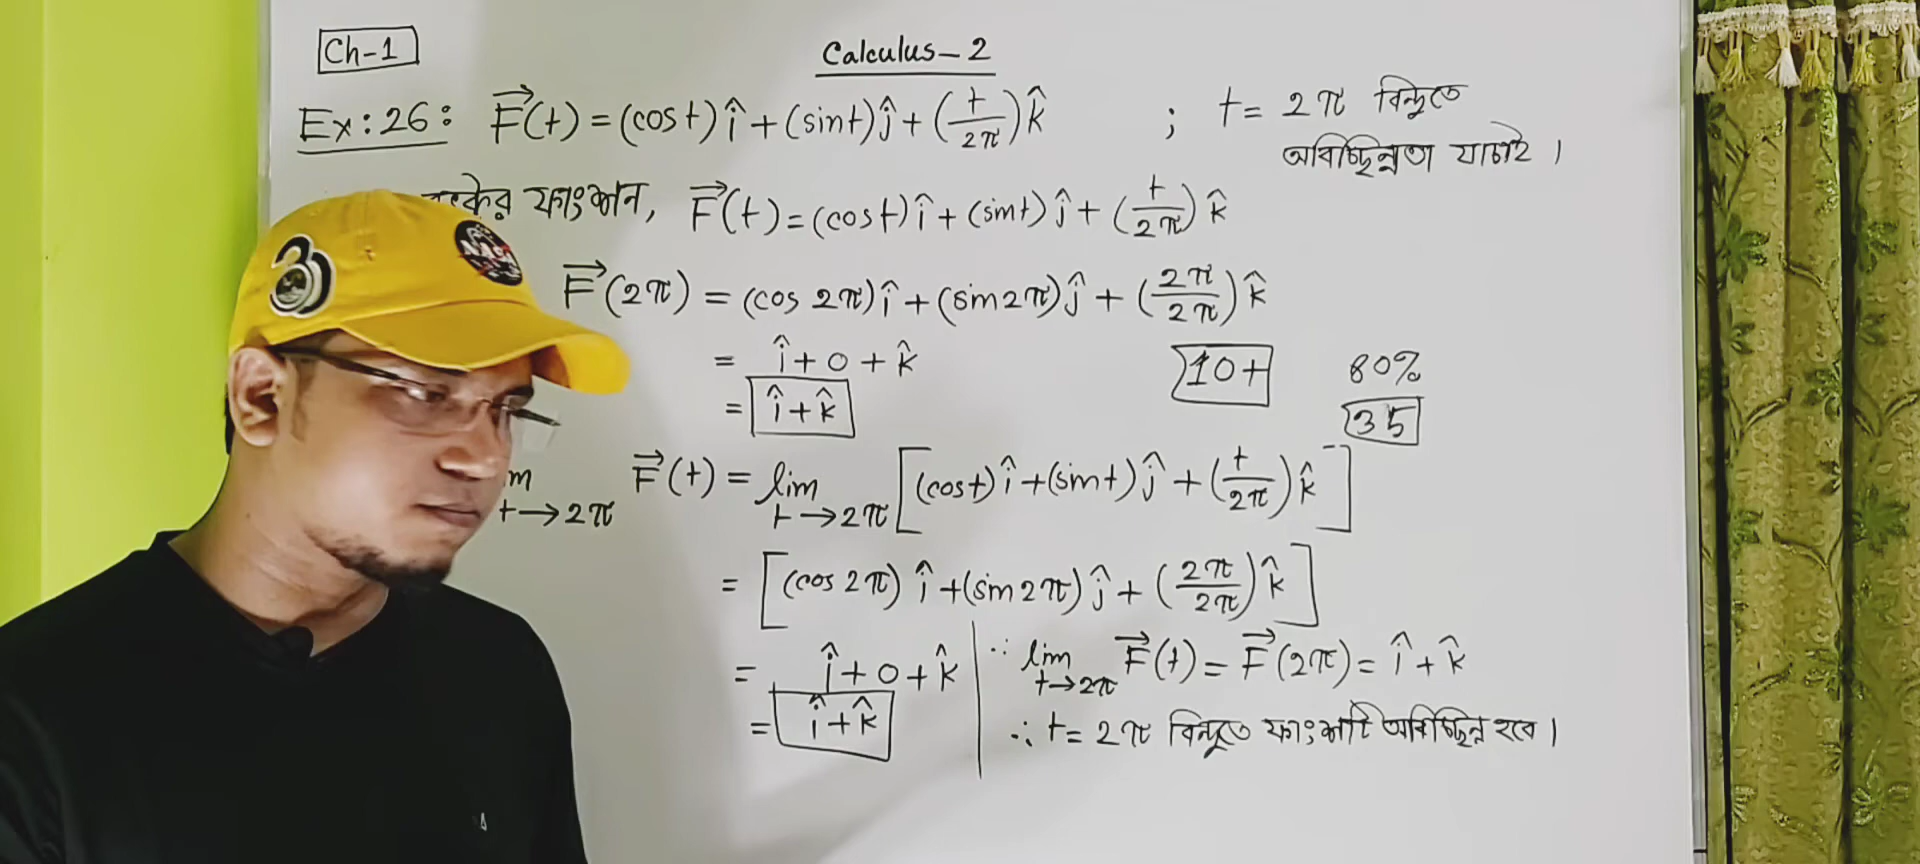 Ch-1
Calculus-2
Ex:26: F⃗(t) = (cos t) î + (sin t) ĵ + (t/2π) k̂ ; t = 2π বিন্দুতে
অবিচ্ছিন্নতা যাচাই।
ফাংশন, F⃗(t) = (cos t) î + (sin t) ĵ + (t/2π) k̂
F⃗(2π) = (cos 2π) î + (sin 2π) ĵ + (2π/2π) k̂
= î + 0 + k̂
10+ 80%
= î + k̂
35
t→2π F⃗(t) = lim t→2π [(cos t) î + (sin t) ĵ + (t/2π) k̂]
= [(cos 2π) î + (sin 2π) ĵ + (2π/2π) k̂]
= î + 0 + k̂
= î + k̂
∵ lim t→2π F⃗(t) = F⃗(2π) = î + k̂
∴ t = 2π বিন্দুতে ফাংশনটি অবিচ্ছিন্ন হবে।
NASA